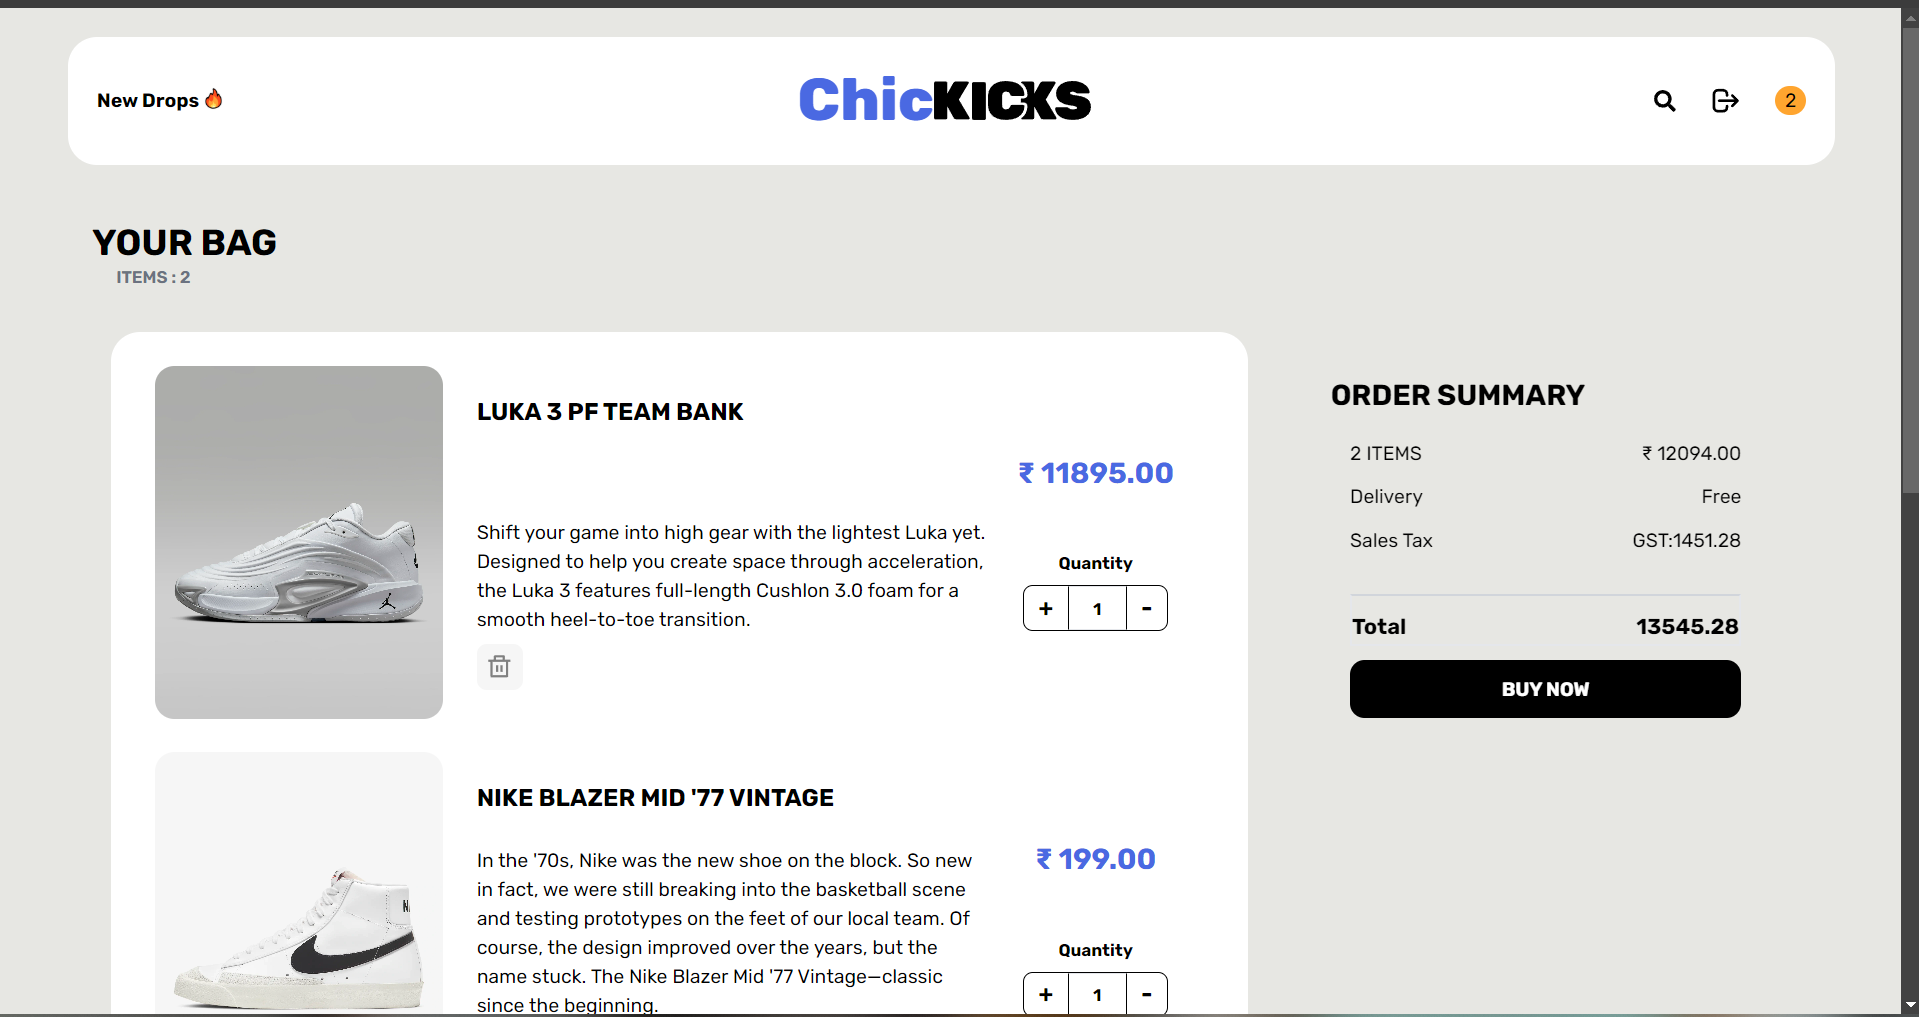 New Drops 🔥
ChicKICKS
2
YOUR BAG
ITEMS : 2
LUKA 3 PF TEAM BANK
₹ 11895.00
Shift your game into high gear with the lightest Luka yet.
Designed to help you create space through acceleration,
the Luka 3 features full-length Cushlon 3.0 foam for a
smooth heel-to-toe transition.
Quantity
+ 1 -
NIKE BLAZER MID '77 VINTAGE
₹ 199.00
In the '70s, Nike was the new shoe on the block. So new
in fact, we were still breaking into the basketball scene
and testing prototypes on the feet of our local team. Of
course, the design improved over the years, but the
name stuck. The Nike Blazer Mid '77 Vintage—classic
since the beginning.
Quantity
+ 1 -
ORDER SUMMARY
2 ITEMS ₹ 12094.00
Delivery Free
Sales Tax GST:1451.28
Total 13545.28
BUY NOW